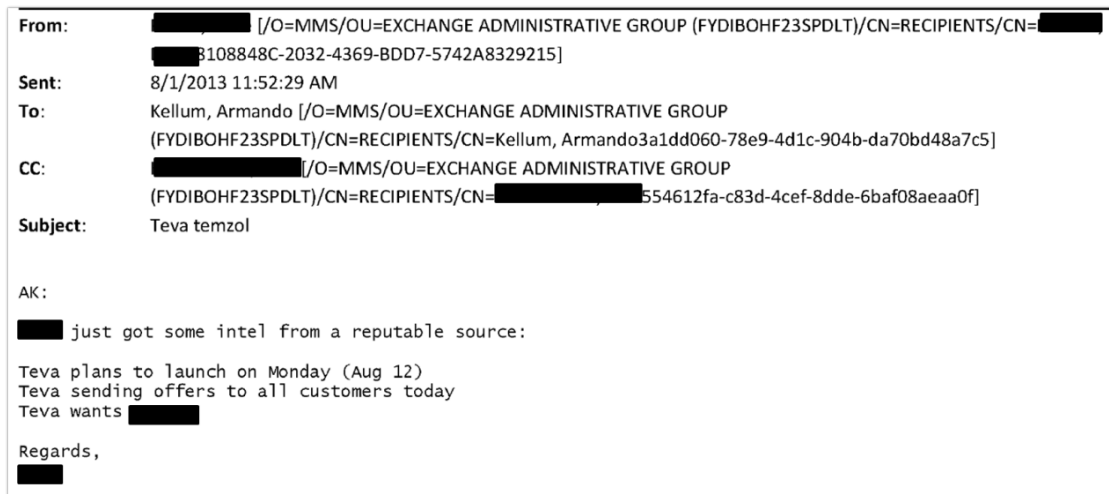 From: [/O=MMS/OU=EXCHANGE ADMINISTRATIVE GROUP (FYDIBOHF23SPDLT)/CN=RECIPIENTS/CN=
8108848C-2032-4369-BDD7-5742A8329215]
Sent: 8/1/2013 11:52:29 AM
To: Kellum, Armando [/O=MMS/OU=EXCHANGE ADMINISTRATIVE GROUP
(FYDIBOHF23SPDLT)/CN=RECIPIENTS/CN=Kellum, Armando3a1dd060-78e9-4d1c-904b-da70bd48a7c5]
CC: [/O=MMS/OU=EXCHANGE ADMINISTRATIVE GROUP
(FYDIBOHF23SPDLT)/CN=RECIPIENTS/CN= 554612fa-c83d-4cef-8dde-6baf08aeaa0f]
Subject: Teva temzol
AK:
just got some intel from a reputable source:
Teva plans to launch on Monday (Aug 12)
Teva sending offers to all customers today
Teva wants
Regards,